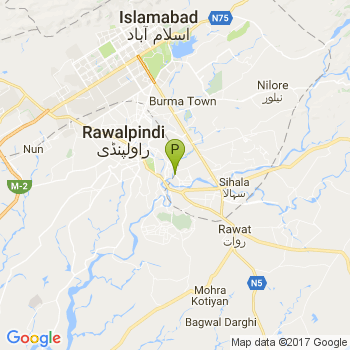 Islamabad
اسلام آباد
N75
Nilore
نیلور
Burma Town
Rawalpindi
راولپنڈی
P
Nun
Sihala
سہالا
M-2
Rawat
روات
N5
Mohra
Kotiyan
Bagwal Darghi
Google
Map data ©2017 Google